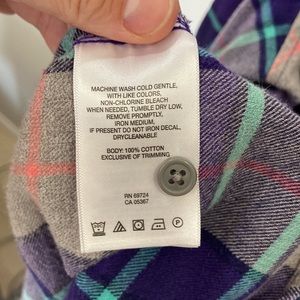 MACHINE WASH COLD GENTLE,
WITH LIKE COLORS,
NON-CHLORINE BLEACH
WHEN NEEDED, TUMBLE DRY LOW,
REMOVE PROMPTLY,
IRON MEDIUM,
IF PRESENT DO NOT IRON DECAL,
DRYCLEANABLE
BODY: 100% COTTON
EXCLUSIVE OF TRIMMING
RN 69724
CA 05367
P